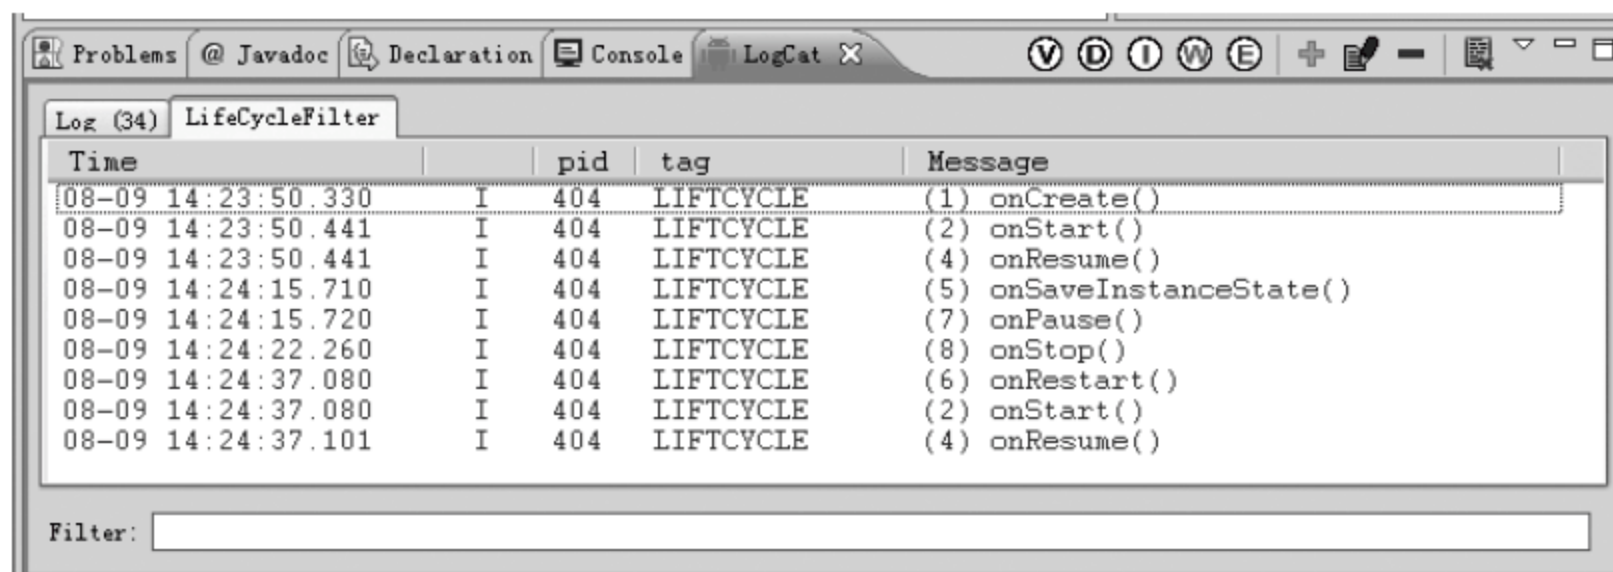 Problems @ Javadoc Declaration Console LogCat
V D I W E
Log (34) LifeCycleFilter
Time pid tag Message
08-09 14:23:50.330 I 404 LIFTCYCLE (1) onCreate()
08-09 14:23:50.441 I 404 LIFTCYCLE (2) onStart()
08-09 14:23:50.441 I 404 LIFTCYCLE (4) onResume()
08-09 14:24:15.710 I 404 LIFTCYCLE (5) onSaveInstanceState()
08-09 14:24:15.720 I 404 LIFTCYCLE (7) onPause()
08-09 14:24:22.260 I 404 LIFTCYCLE (8) onStop()
08-09 14:24:37.080 I 404 LIFTCYCLE (6) onRestart()
08-09 14:24:37.080 I 404 LIFTCYCLE (2) onStart()
08-09 14:24:37.101 I 404 LIFTCYCLE (4) onResume()
Filter: